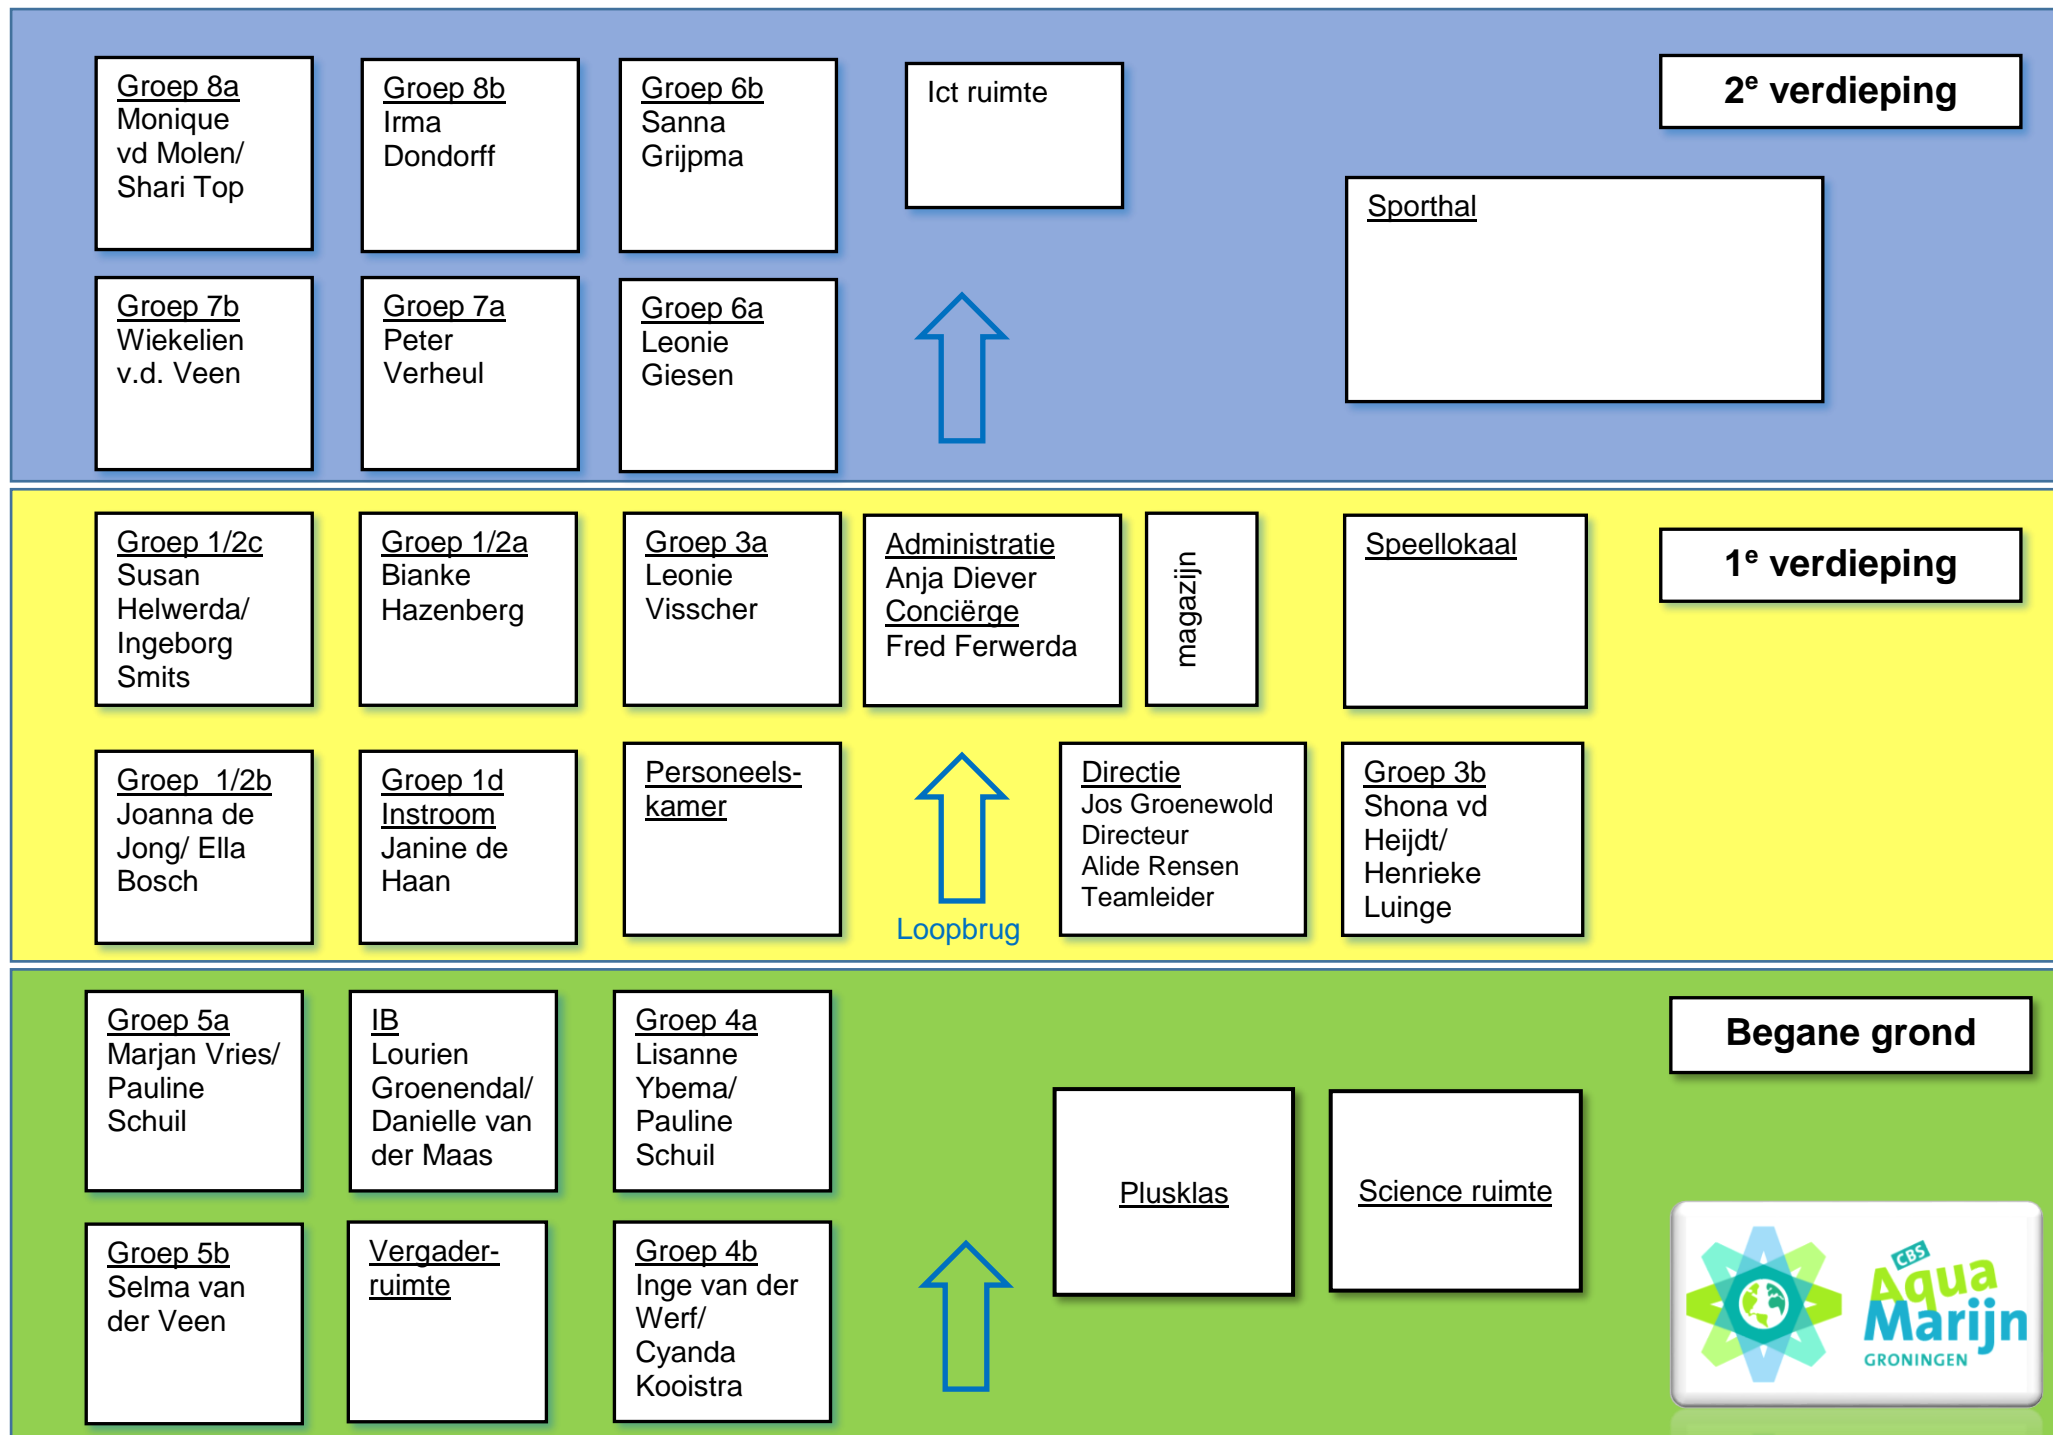 2e verdieping
Groep 8a
Monique
vd Molen/
Shari Top
Groep 8b
Irma
Dondorff
Groep 6b
Sanna
Grijpma
Ict ruimte
Sporthal
Groep 7b
Wiekelien
v.d. Veen
Groep 7a
Peter
Verheul
Groep 6a
Leonie
Giesen
1e verdieping
Groep 1/2c
Susan
Helwerda/
Ingeborg
Smits
Groep 1/2a
Bianke
Hazenberg
Groep 3a
Leonie
Visscher
Administratie
Anja Diever
Conciërge
Fred Ferwerda
magazijn
Speellokaal
Groep  1/2b
Joanna de
Jong/ Ella
Bosch
Groep 1d
Instroom
Janine de
Haan
Personeels-
kamer
Loopbrug
Directie
Jos Groenewold
Directeur
Alide Rensen
Teamleider
Groep 3b
Shona vd
Heijdt/
Henrieke
Luinge
Begane grond
Groep 5a
Marjan Vries/
Pauline
Schuil
IB
Lourien
Groenendal/
Danielle van
der Maas
Groep 4a
Lisanne
Ybema/
Pauline
Schuil
Plusklas
Science ruimte
Groep 5b
Selma van
der Veen
Vergader-
ruimte
Groep 4b
Inge van der
Werf/
Cyanda
Kooistra
CBS
Aqua
Marijn
GRONINGEN